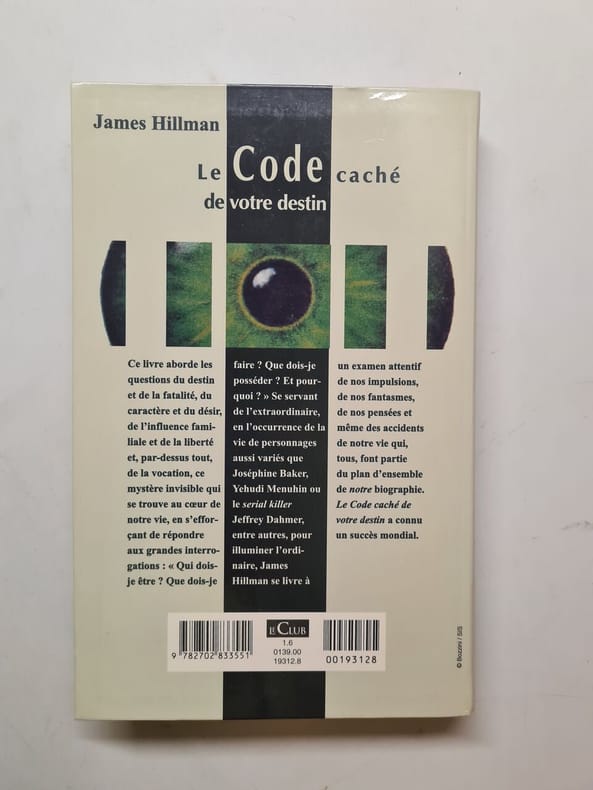 James Hillman
Le Code caché
de votre destin
Ce livre aborde les
questions du destin
et de la fatalité, du
caractère et du désir,
de l'influence fami-
liale et de la liberté
et, par-dessus tout,
de la vocation, ce
mystère invisible qui
se trouve au cœur de
notre vie, en s'effor-
çant de répondre
aux grandes interro-
gations : « Qui dois-
je être ? Que dois-je
faire ? Que dois-je
posséder ? Et pour-
quoi ? » Se servant
de l'extraordinaire,
en l'occurrence de la
vie de personnages
aussi variés que
Joséphine Baker,
Yehudi Menuhin ou
le serial killer
Jeffrey Dahmer,
entre autres, pour
illuminer l'ordi-
naire, James
Hillman se livre à
un examen attentif
de nos impulsions,
de nos fantasmes,
de nos pensées et
même des accidents
de notre vie qui,
tous, font partie
du plan d'ensemble
de notre biographie.
Le Code caché de
votre destin a connu
un succès mondial.
9 782702 833551
LE CLUB
1.6
0139.00
19312.8
00193128
© Bozzini / SIS